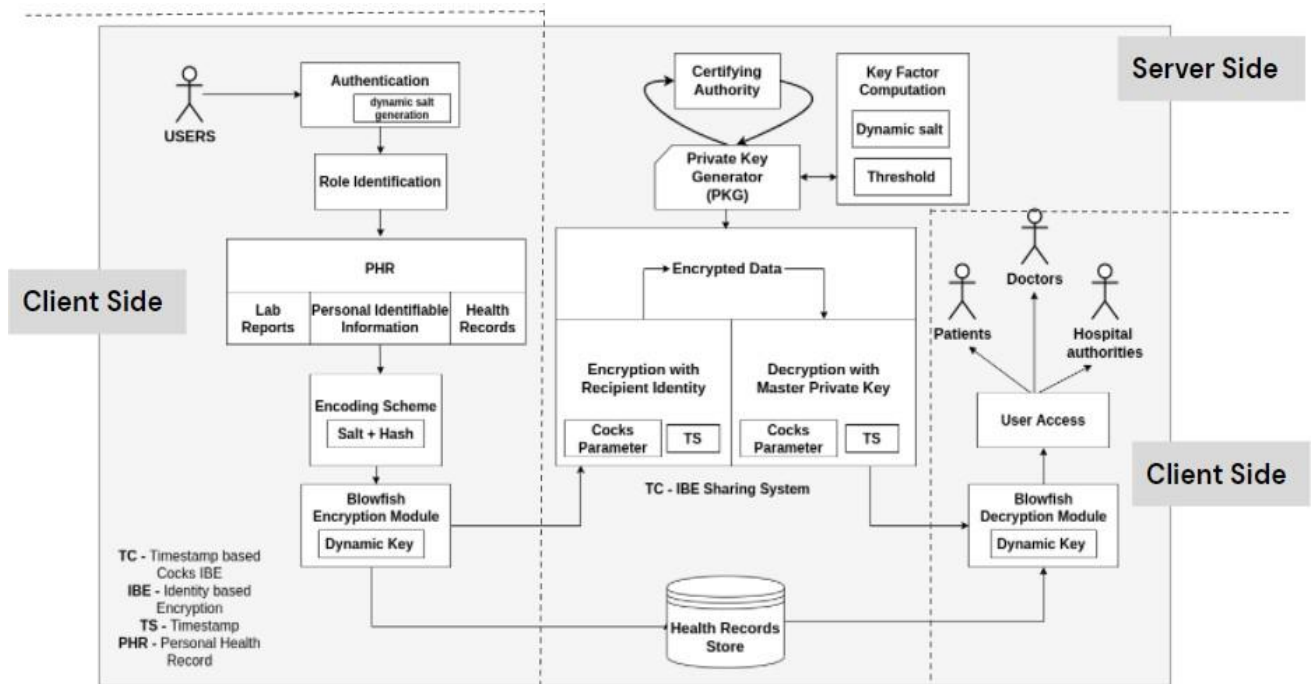 Server Side
Client Side
Client Side
USERS
Authentication
dynamic salt
generation
Role Identification
PHR
Lab
Reports
Personal Identifiable
Information
Health
Records
Encoding Scheme
Salt + Hash
Blowfish
Encryption Module
Dynamic Key
TC - Timestamp based
Cocks IBE
IBE - Identity based
Encryption
TS - Timestamp
PHR - Personal Health
Record
Certifying
Authority
Key Factor
Computation
Dynamic salt
Threshold
Private Key
Generator
(PKG)
Encrypted Data
Encryption with
Recipient Identity
Cocks
Parameter
TS
Decryption with
Master Private Key
Cocks
Parameter
TS
TC - IBE Sharing System
Health Records
Store
Doctors
Patients
Hospital
authorities
User Access
Blowfish
Decryption Module
Dynamic Key